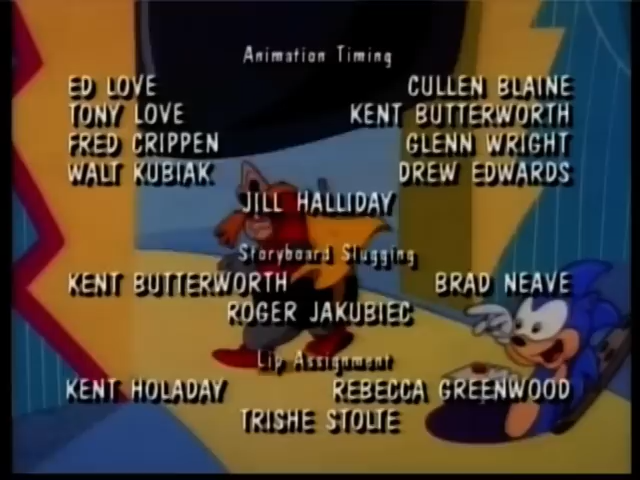 Animation Timing
ED LOVE CULLEN BLAINE
TONY LOVE KENT BUTTERWORTH
FRED CRIPPEN GLENN WRIGHT
WALT KUBIAK DREW EDWARDS
JILL HALLIDAY
Storyboard Slugging
KENT BUTTERWORTH BRAD NEAVE
ROGER JAKUBIEC
Lip Assignment
KENT HOLADAY REBECCA GREENWOOD
TRISHE STOLTE